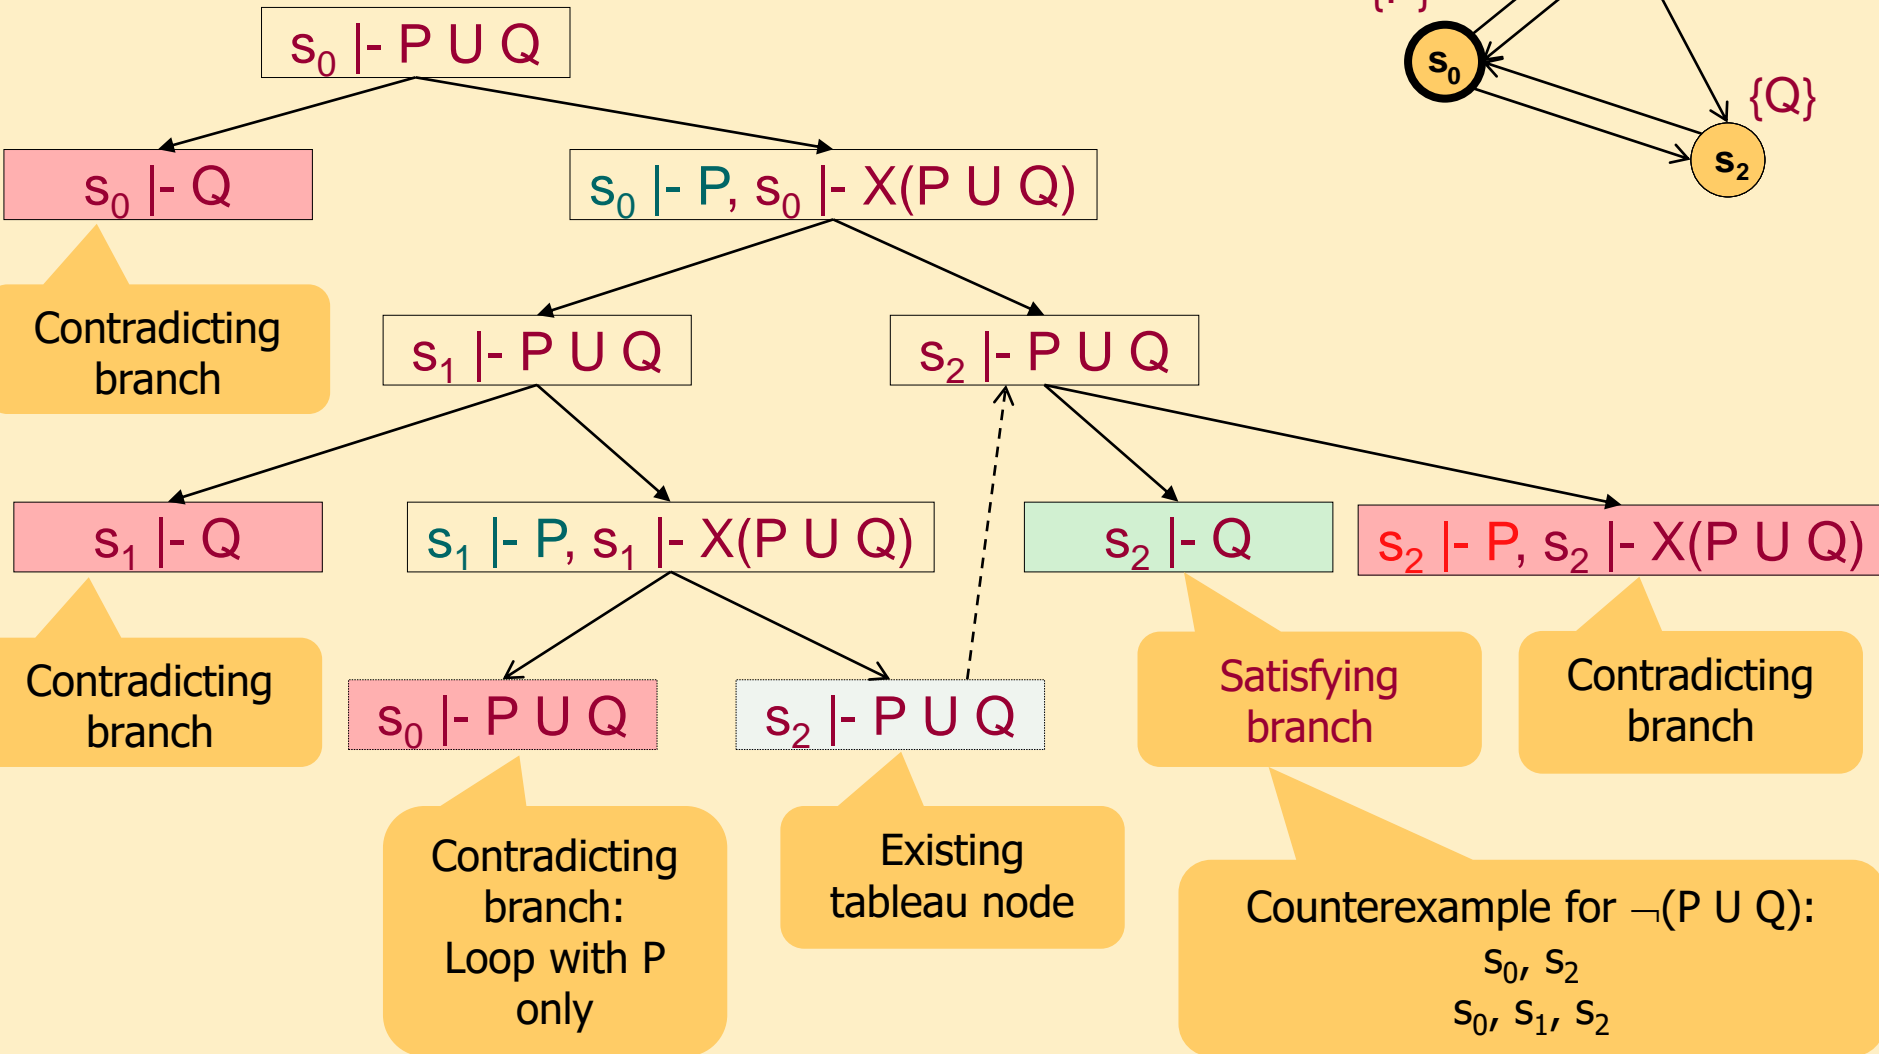 {P}
s₀ |- P U Q
s₀
{Q}
s₂
s₀ |- Q
s₀ |- P, s₀ |- X(P U Q)
Contradicting
branch
s₁ |- P U Q
s₂ |- P U Q
s₁ |- Q
s₁ |- P, s₁ |- X(P U Q)
s₂ |- Q
s₂ |- P, s₂ |- X(P U Q)
Contradicting
branch
s₀ |- P U Q
s₂ |- P U Q
Satisfying
branch
Contradicting
branch
Contradicting
branch:
Loop with P
only
Existing
tableau node
Counterexample for ¬(P U Q):
s₀, s₂
s₀, s₁, s₂